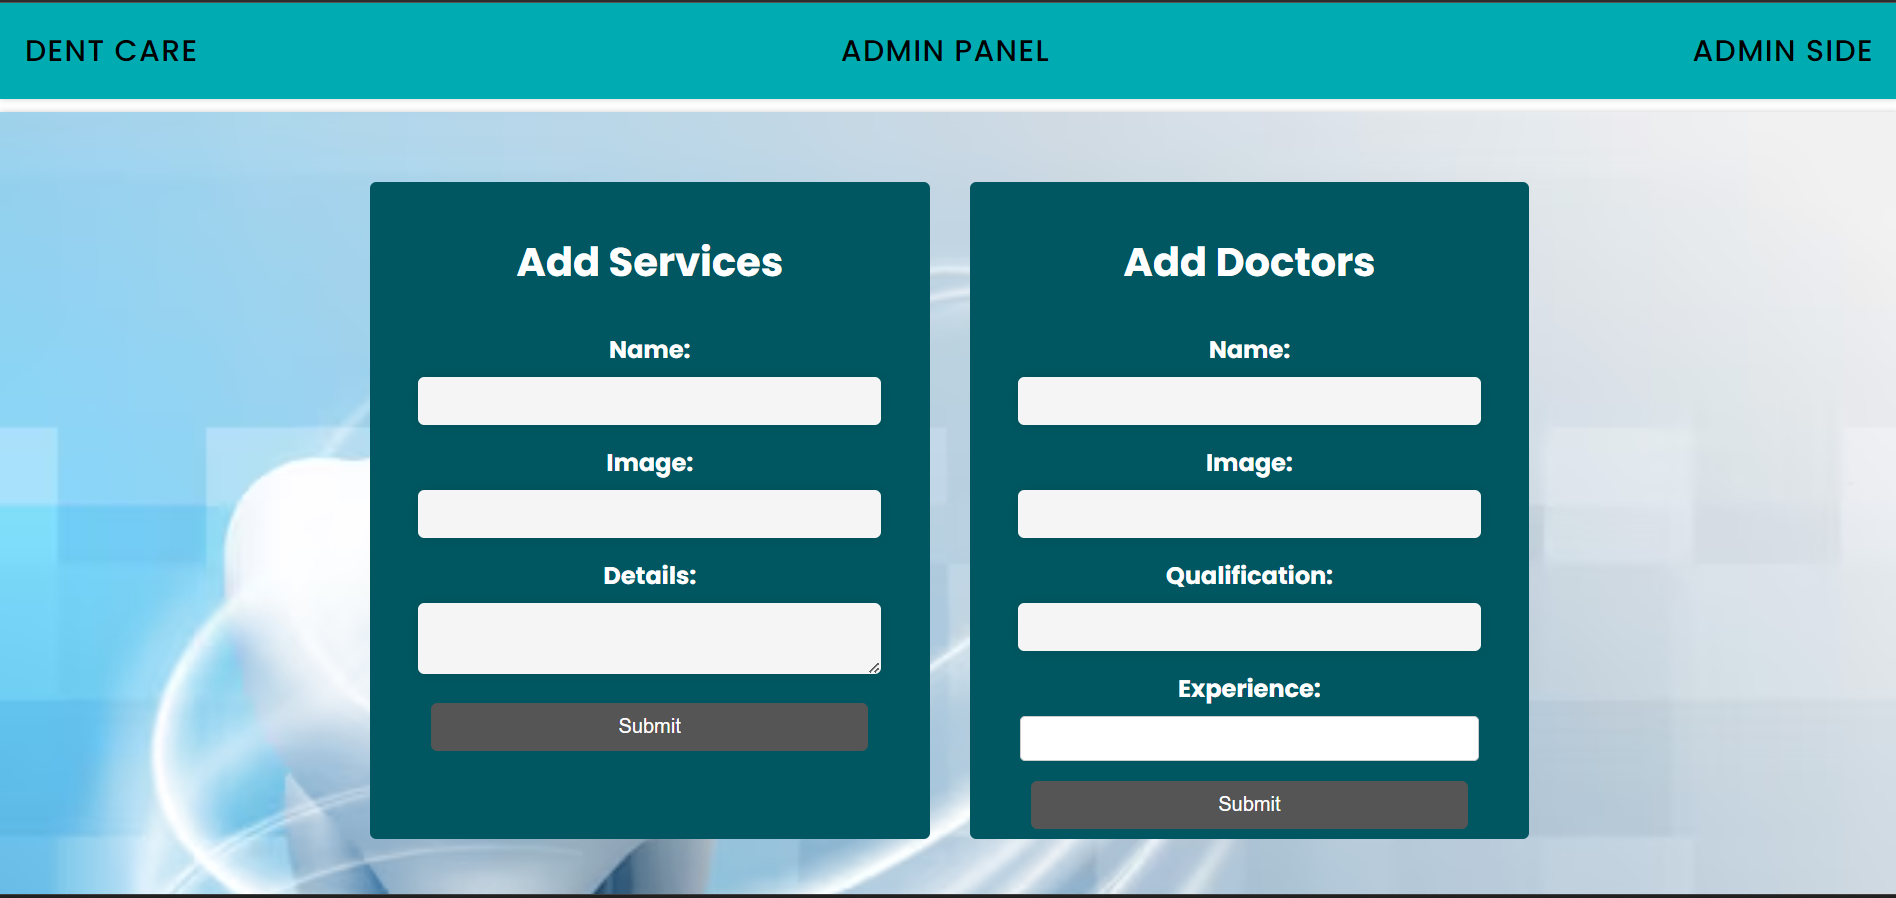 DENT CARE
ADMIN PANEL
ADMIN SIDE
Add Services
Name:
Image:
Details:
Submit
Add Doctors
Name:
Image:
Qualification:
Experience:
Submit